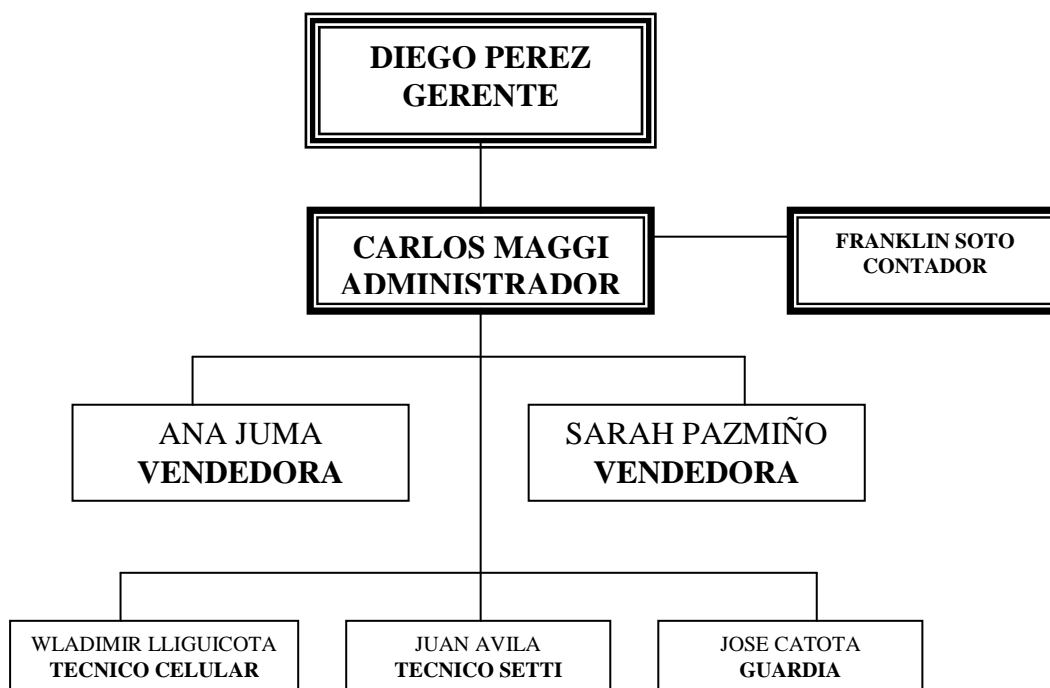 DIEGO PEREZ
GERENTE
CARLOS MAGGI
ADMINISTRADOR
FRANKLIN SOTO
CONTADOR
ANA JUMA
VENDEDORA
SARAH PAZMIÑO
VENDEDORA
WLADIMIR LLIGUICOTA
TECNICO CELULAR
JUAN AVILA
TECNICO SETTI
JOSE CATOTA
GUARDIA